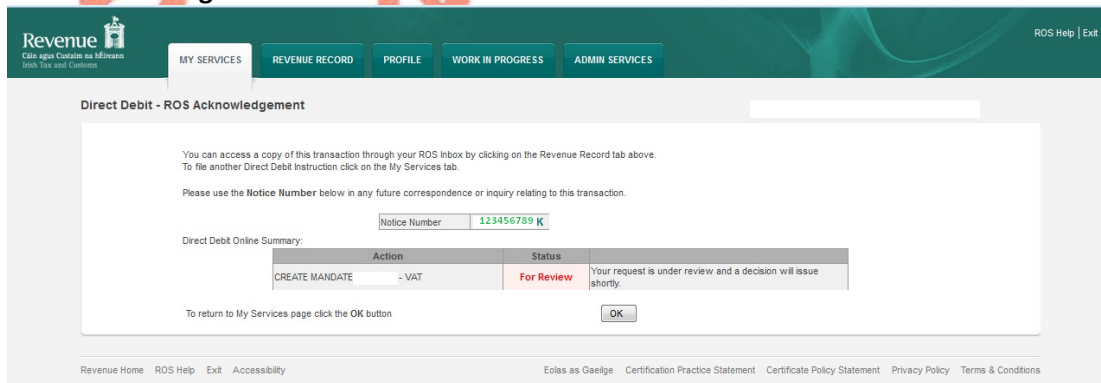 Revenue
Cáin agus Custaim na hÉireann
Irish Tax and Customs
ROS Help | Exit
MY SERVICES REVENUE RECORD PROFILE WORK IN PROGRESS ADMIN SERVICES
Direct Debit - ROS Acknowledgement
You can access a copy of this transaction through your ROS Inbox by clicking on the Revenue Record tab above.
To file another Direct Debit Instruction click on the My Services tab.
Please use the Notice Number below in any future correspondence or inquiry relating to this transaction.
Notice Number 123456789 K
Direct Debit Online Summary:
Action Status
CREATE MANDATE - VAT For Review Your request is under review and a decision will issue
shortly.
To return to My Services page click the OK button OK
Revenue Home ROS Help Exit Accessibility Eolas as Gaeilge Certification Practice Statement Certificate Policy Statement Privacy Policy Terms & Conditions